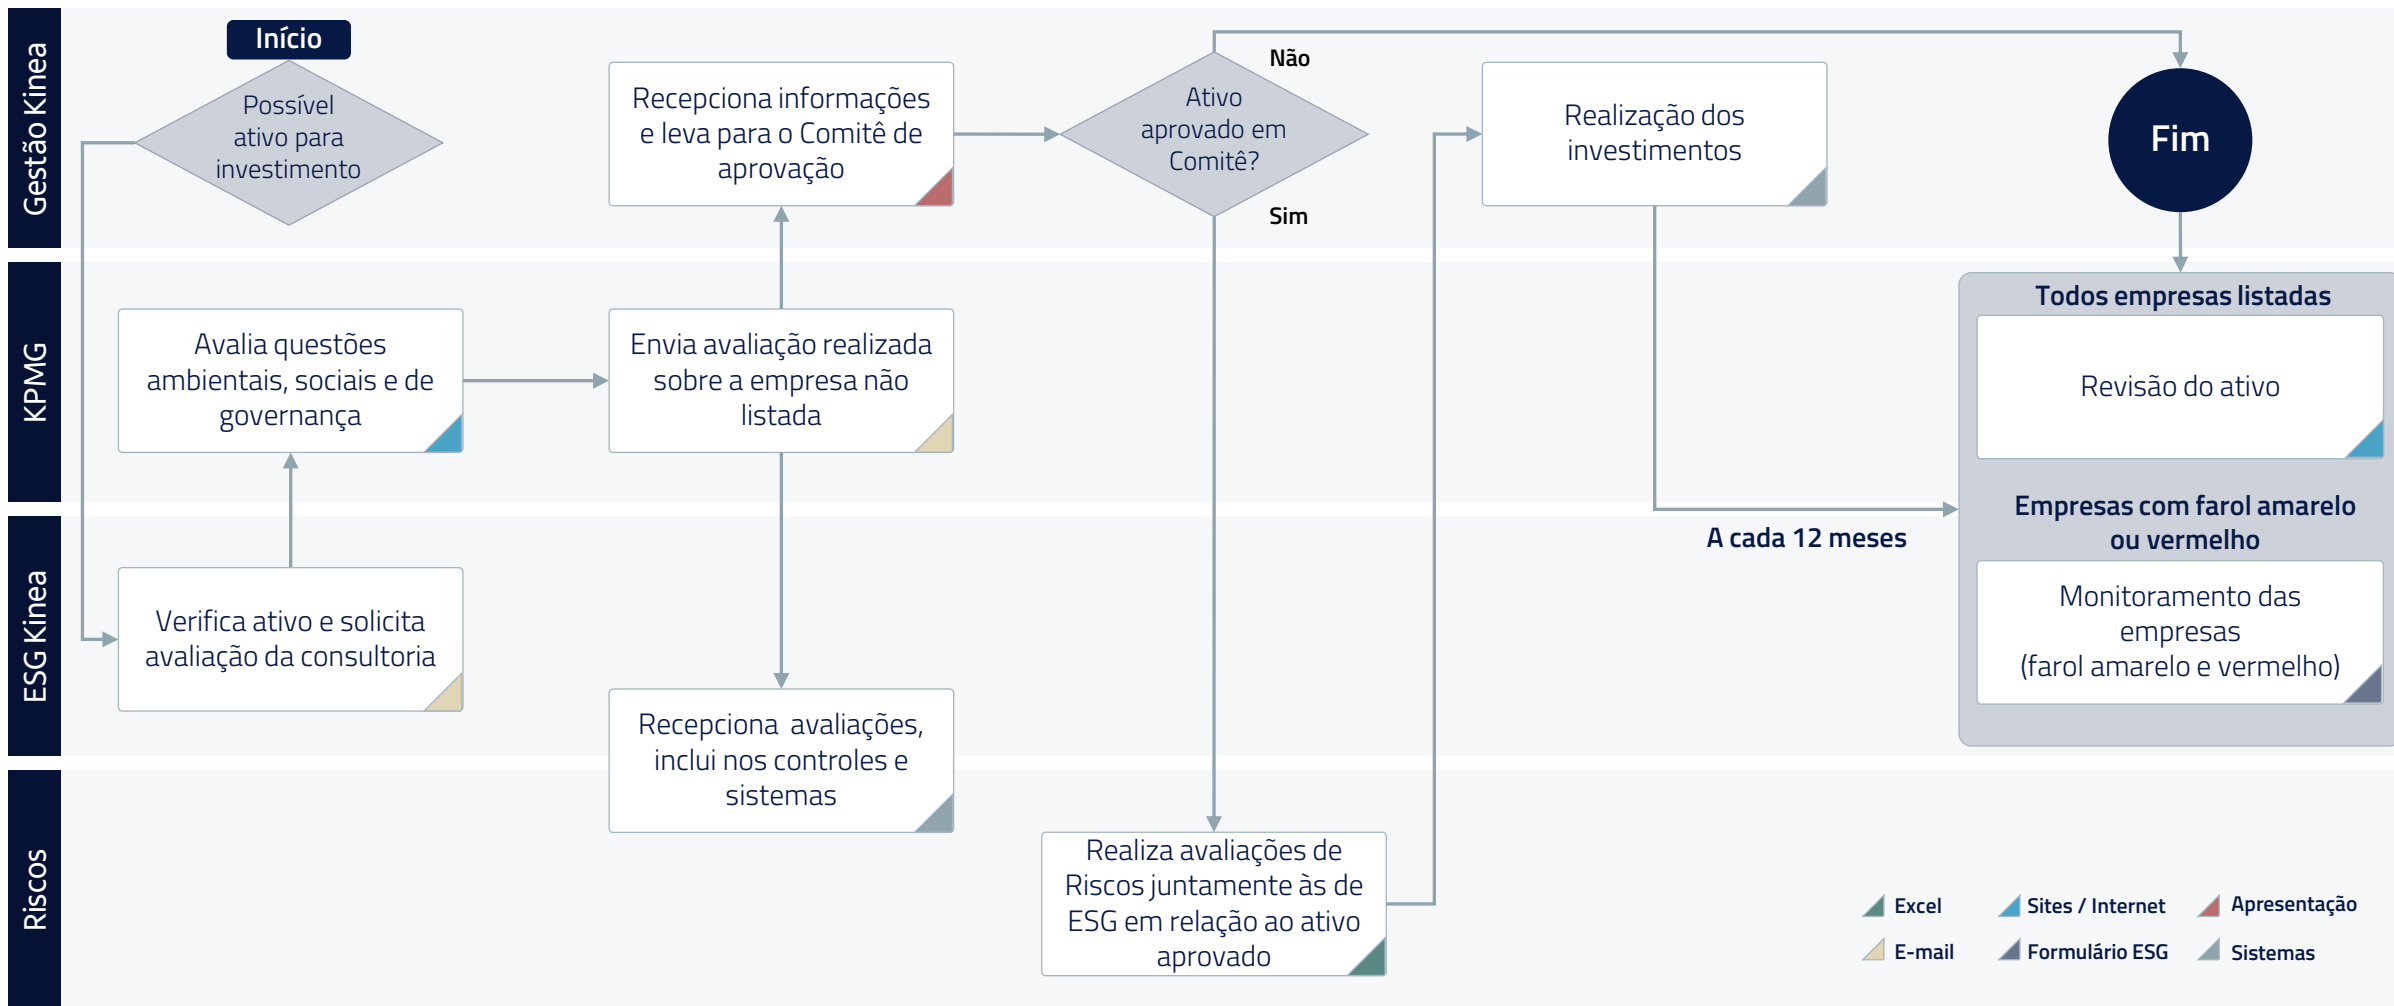 Gestão Kinea
Início
Possível
ativo para
investimento
Recepciona informações
e leva para o Comitê de
aprovação
Ativo
aprovado em
Comitê?
Não
Sim
Realização dos
investimentos
Fim
KPMG
Avalia questões
ambientais, sociais e de
governança
Envia avaliação realizada
sobre a empresa não
listada
Todos empresas listadas
Revisão do ativo
Empresas com farol amarelo
ou vermelho
A cada 12 meses
ESG Kinea
Verifica ativo e solicita
avaliação da consultoria
Monitoramento das
empresas
(farol amarelo e vermelho)
Recepciona avaliações,
inclui nos controles e
sistemas
Riscos
Realiza avaliações de
Riscos juntamente às de
ESG em relação ao ativo
aprovado
Excel
Sites / Internet
Apresentação
E-mail
Formulário ESG
Sistemas